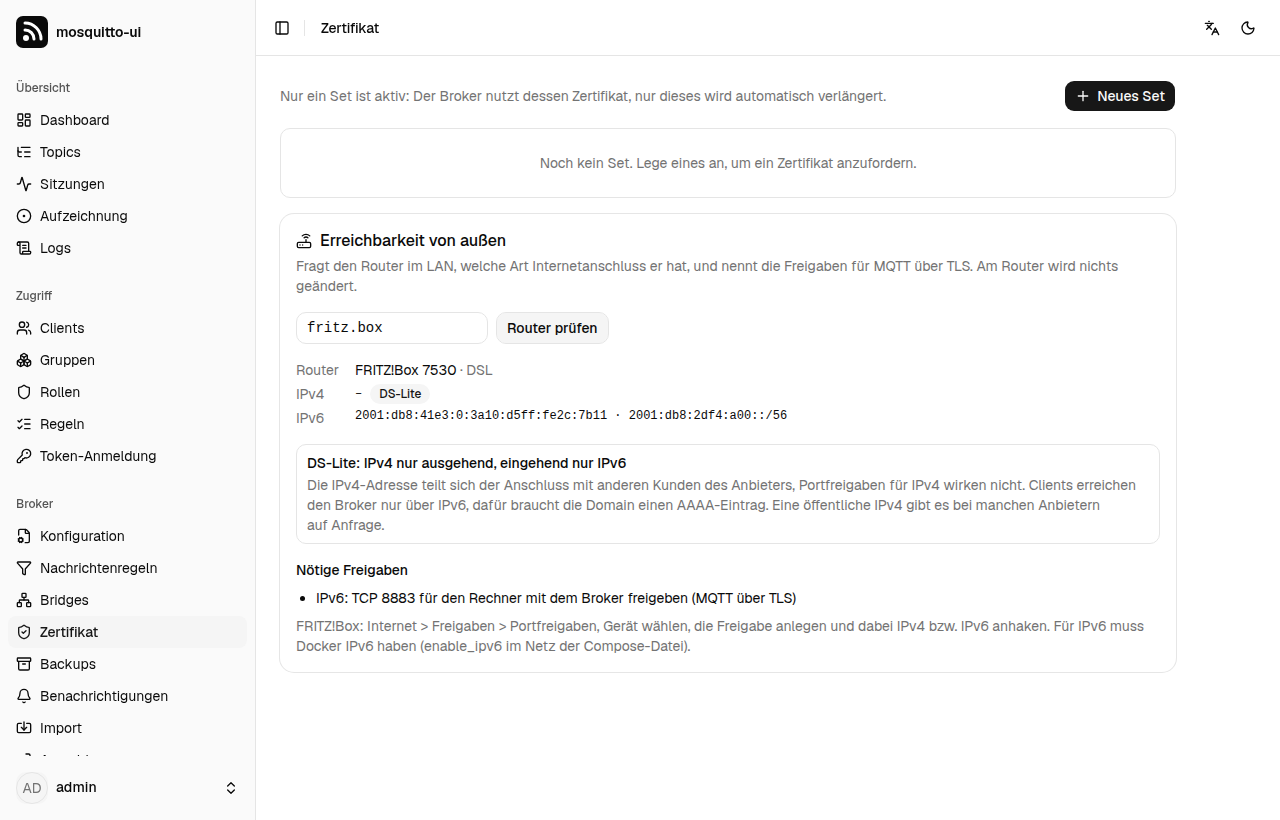 mosquitto-ui
Übersicht
Dashboard
Topics
Sitzungen
Aufzeichnung
Logs
Zugriff
Clients
Gruppen
Rollen
Regeln
Token-Anmeldung
Broker
Konfiguration
Nachrichtenregeln
Bridges
Zertifikat
Backups
Benachrichtigungen
Import
AD
admin
Zertifikat
Nur ein Set ist aktiv: Der Broker nutzt dessen Zertifikat, nur dieses wird automatisch verlängert.
Neues Set
Noch kein Set. Lege eines an, um ein Zertifikat anzufordern.
Erreichbarkeit von außen
Fragt den Router im LAN, welche Art Internetanschluss er hat, und nennt die Freigaben für MQTT über TLS. Am Router wird nichts
geändert.
fritz.box
Router prüfen
Router FRITZ!Box 7530 · DSL
IPv4 – DS-Lite
IPv6 2001:db8:41e3:0:3a10:d5ff:fe2c:7b11 · 2001:db8:2df4:a00::/56
DS-Lite: IPv4 nur ausgehend, eingehend nur IPv6
Die IPv4-Adresse teilt sich der Anschluss mit anderen Kunden des Anbieters, Portfreigaben für IPv4 wirken nicht. Clients erreichen
den Broker nur über IPv6, dafür braucht die Domain einen AAAA-Eintrag. Eine öffentliche IPv4 gibt es bei manchen Anbietern
auf Anfrage.
Nötige Freigaben
• IPv6: TCP 8883 für den Rechner mit dem Broker freigeben (MQTT über TLS)
FRITZ!Box: Internet > Freigaben > Portfreigaben, Gerät wählen, die Freigabe anlegen und dabei IPv4 bzw. IPv6 anhaken. Für IPv6 muss
Docker IPv6 haben (enable_ipv6 im Netz der Compose-Datei).